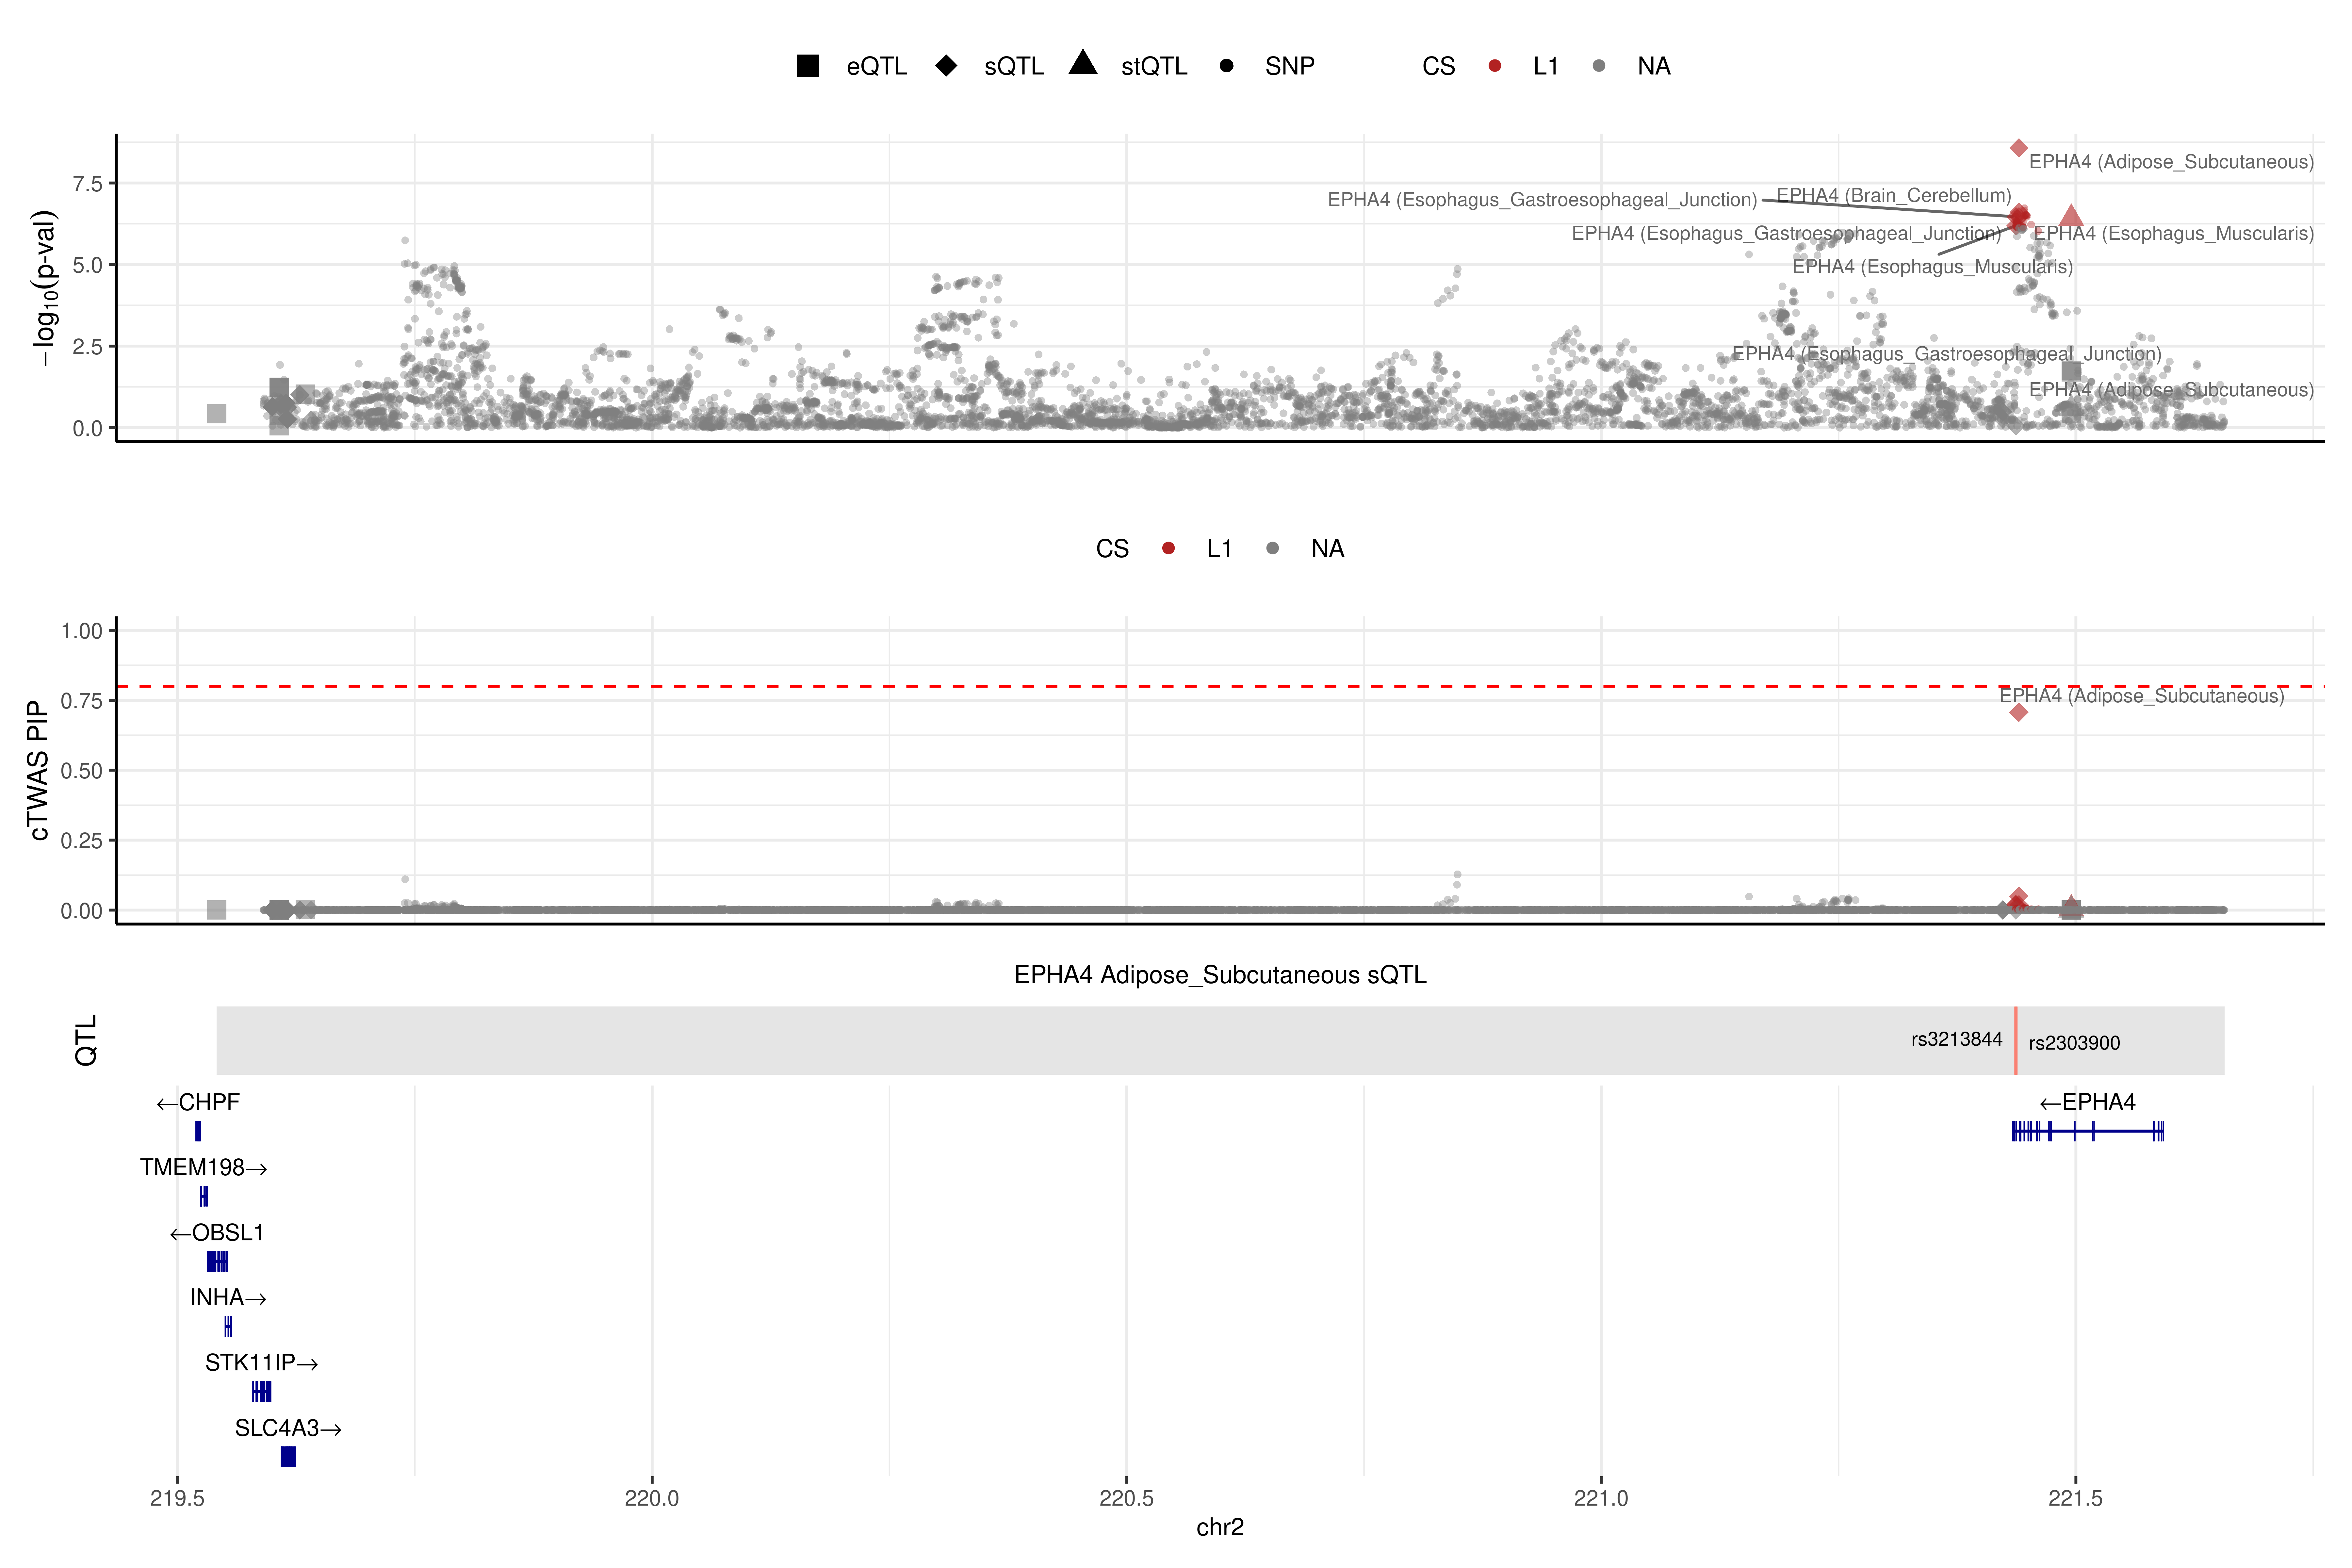 eQTL sQTL stQTL SNP CS L1 NA
−log10(p-val)
7.5
5.0
2.5
0.0
EPHA4 (Adipose_Subcutaneous)
EPHA4 (Brain_Cerebellum)
EPHA4 (Esophagus_Gastroesophageal_Junction)
EPHA4 (Esophagus_Gastroesophageal_Junction)
EPHA4 (Esophagus_Muscularis)
EPHA4 (Esophagus_Muscularis)
EPHA4 (Esophagus_Gastroesophageal_Junction)
EPHA4 (Adipose_Subcutaneous)
CS L1 NA
cTWAS PIP
1.00
0.75
0.50
0.25
0.00
EPHA4 (Adipose_Subcutaneous)
EPHA4 Adipose_Subcutaneous sQTL
QTL
rs3213844
rs2303900
←CHPF
←EPHA4
TMEM198→
←OBSL1
INHA→
STK11IP→
SLC4A3→
219.5 220.0 220.5 221.0 221.5
chr2